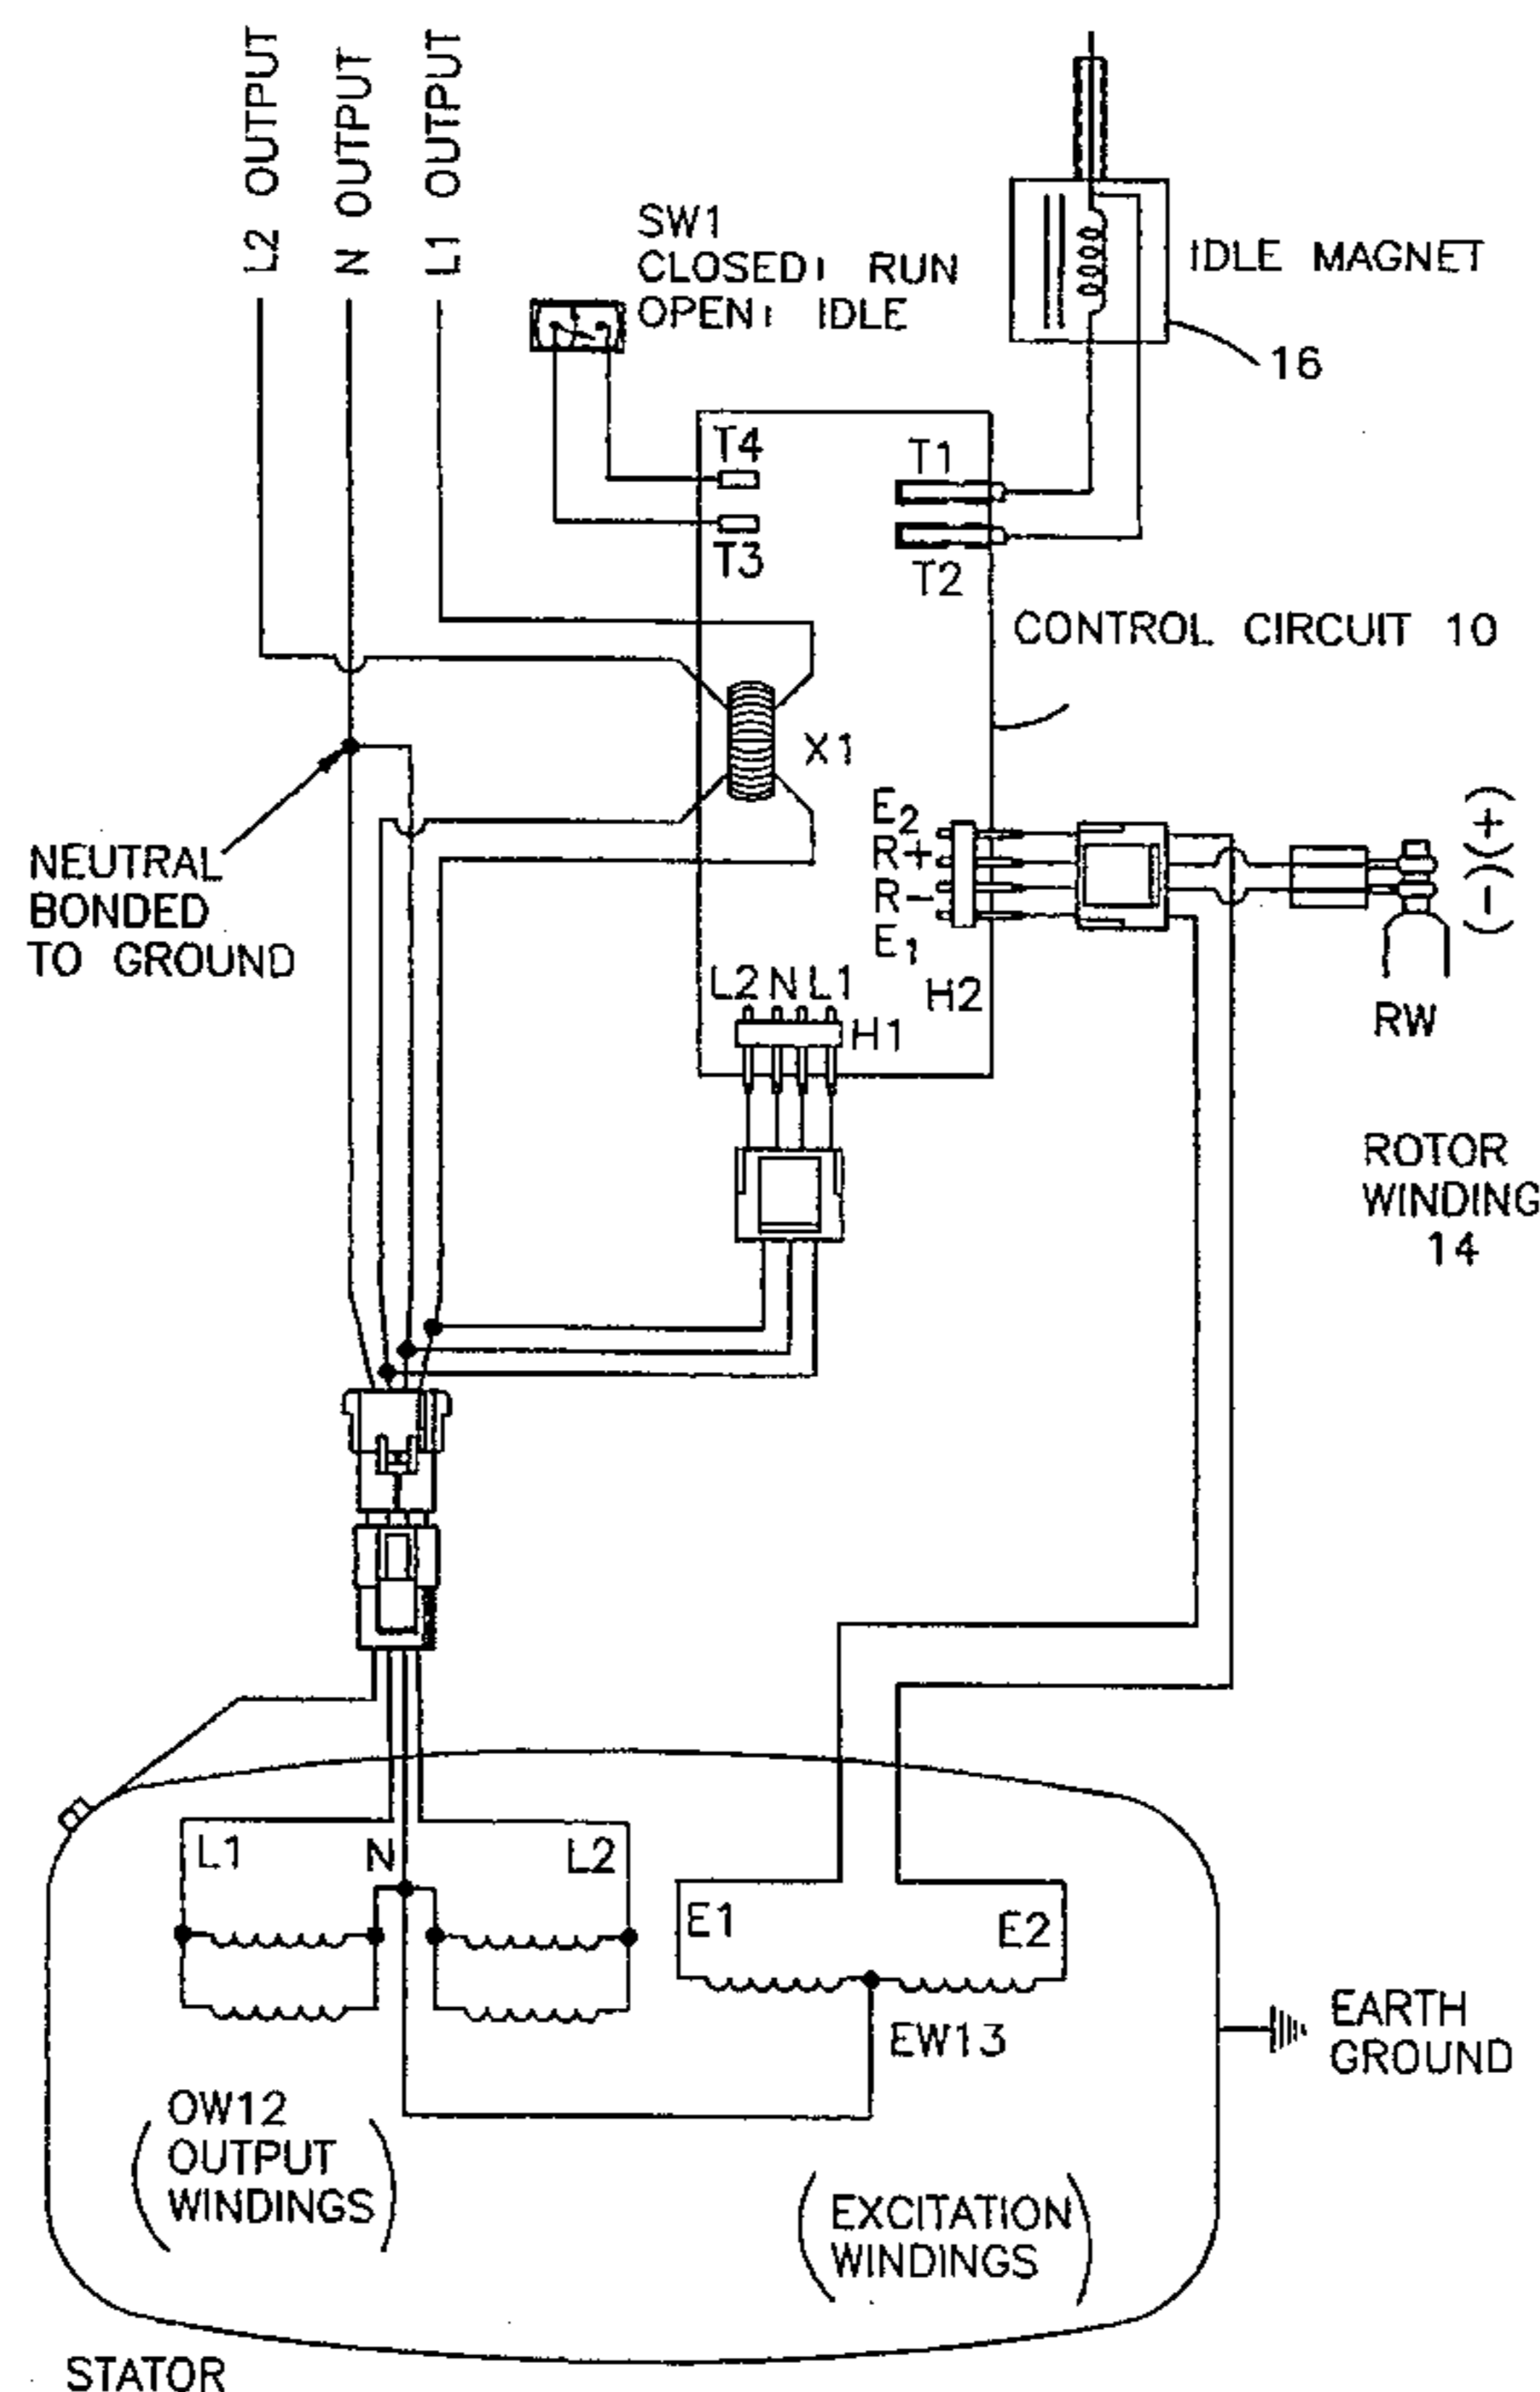 L2 OUTPUT
N OUTPUT
L1 OUTPUT
SW1
CLOSED: RUN
OPEN: IDLE
IDLE MAGNET
16
T4
T3
T1
T2
CONTROL CIRCUIT 10
X1
NEUTRAL
BONDED
TO GROUND
E2
R+
R-
E1
H2
L2 N L1
H1
(+)
(-)
RW
ROTOR
WINDING
14
L1
N
L2
E1
E2
EW13
EARTH
GROUND
OW12
OUTPUT
WINDINGS
EXCITATION
WINDINGS
STATOR